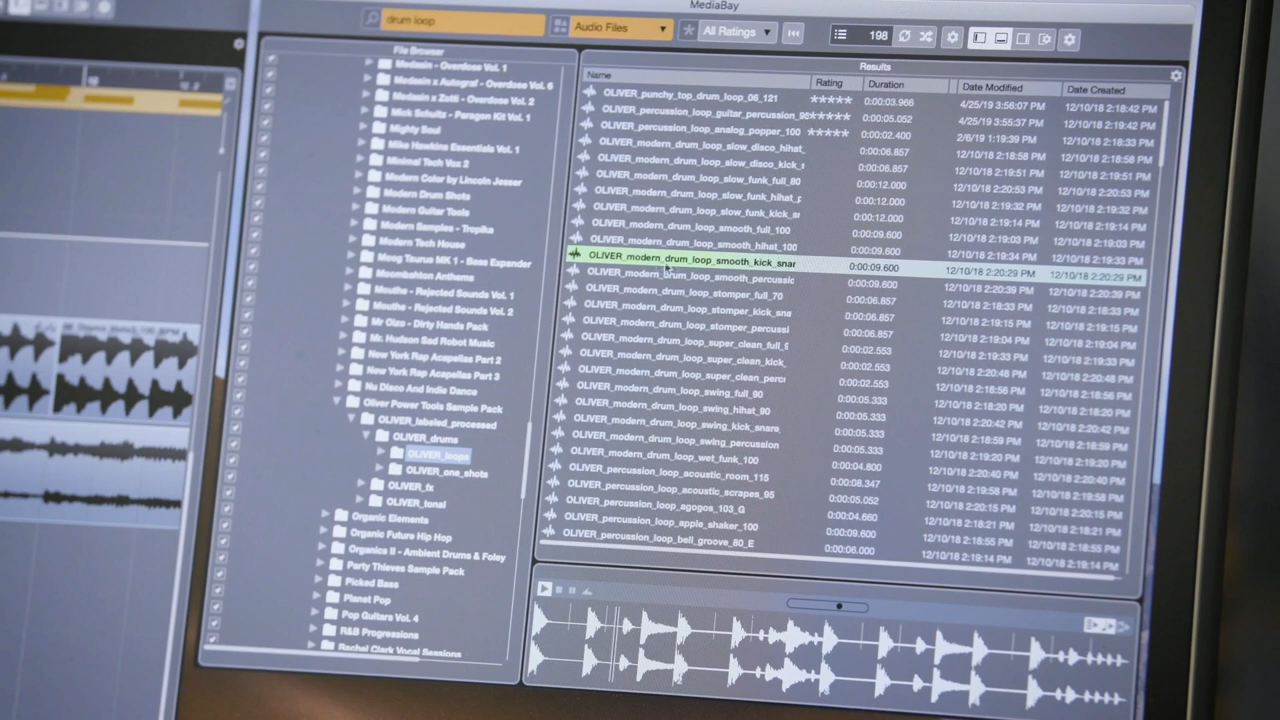 MediaBay
drum loop
Audio Files
All Ratings
198
File Browser
Medasin - Overdose Vol. 1
Medasin x Autograf - Overdose Vol. 6
Medasin x Zotti - Overdose Vol. 2
Mick Schultz - Paragon Kit Vol. 1
Mighty Soul
Mike Hawkins Essentials Vol. 1
Minimal Tech Vox 2
Modern Color by Lincoln Jesser
Modern Drum Shots
Modern Guitar Tools
Modern Samples - Tropika
Modern Tech House
Moog Taurus MK 1 - Bass Expander
Moombahton Anthems
Mouthe - Rejected Sounds Vol. 1
Mouthe - Rejected Sounds Vol. 2
Mr Oizo - Dirty Hands Pack
Mr. Hudson Sad Robot Music
New York Rap Acapellas Part 2
New York Rap Acapellas Part 3
Nu Disco And Indie Dance
Oliver Power Tools Sample Pack
OLIVER_labeled_processed
OLIVER_drums
OLIVER_loops
OLIVER_one_shots
OLIVER_fx
OLIVER_tonal
Organic Elements
Organic Future Hip Hop
Organics II - Ambient Drums & Foley
Party Thieves Sample Pack
Picked Bass
Planet Pop
Pop Guitars Vol. 4
R&B Progressions
Rachel Clark Vocal Sessions
Results
Name Rating Duration Date Modified Date Created
OLIVER_punchy_top_drum_loop_06_121 ★★★★★ 0:00:03.966 4/25/19 3:56:07 PM 12/10/18 2:18:42 PM
OLIVER_percussion_loop_guitar_percussion_95 ★★★★★ 0:00:05.052 4/25/19 3:55:37 PM 12/10/18 2:19:42 PM
OLIVER_percussion_loop_analog_popper_100 ★★★★★ 0:00:02.400 2/6/19 1:19:39 PM 12/10/18 2:18:33 PM
OLIVER_modern_drum_loop_slow_disco_hihat_ 0:00:06.857 12/10/18 2:18:58 PM 12/10/18 2:18:58 PM
OLIVER_modern_drum_loop_slow_disco_kick_s 0:00:06.857 12/10/18 2:19:51 PM 12/10/18 2:19:51 PM
OLIVER_modern_drum_loop_slow_funk_full_80 0:00:12.000 12/10/18 2:20:53 PM 12/10/18 2:20:53 PM
OLIVER_modern_drum_loop_slow_funk_hihat_p 0:00:12.000 12/10/18 2:19:32 PM 12/10/18 2:19:32 PM
OLIVER_modern_drum_loop_slow_funk_kick_sn 0:00:12.000 12/10/18 2:19:14 PM 12/10/18 2:19:14 PM
OLIVER_modern_drum_loop_smooth_full_100 0:00:09.600 12/10/18 2:19:03 PM 12/10/18 2:19:03 PM
OLIVER_modern_drum_loop_smooth_hihat_100 0:00:09.600 12/10/18 2:19:34 PM 12/10/18 2:19:34 PM
OLIVER_modern_drum_loop_smooth_kick_snar 0:00:09.600 12/10/18 2:20:29 PM 12/10/18 2:20:29 PM
OLIVER_modern_drum_loop_smooth_percussic 0:00:09.600 12/10/18 2:20:39 PM 12/10/18 2:20:39 PM
OLIVER_modern_drum_loop_stomper_full_70 0:00:06.857 12/10/18 2:18:33 PM 12/10/18 2:18:33 PM
OLIVER_modern_drum_loop_stomper_kick_sna 0:00:06.857 12/10/18 2:19:15 PM 12/10/18 2:19:15 PM
OLIVER_modern_drum_loop_stomper_percussi 0:00:06.857 12/10/18 2:19:04 PM 12/10/18 2:19:04 PM
OLIVER_modern_drum_loop_super_clean_full_ 0:00:02.553 12/10/18 2:19:33 PM 12/10/18 2:19:33 PM
OLIVER_modern_drum_loop_super_clean_kick_ 0:00:02.553 12/10/18 2:20:48 PM 12/10/18 2:20:48 PM
OLIVER_modern_drum_loop_super_clean_perc 0:00:02.553 12/10/18 2:18:56 PM 12/10/18 2:18:56 PM
OLIVER_modern_drum_loop_swing_full_90 0:00:05.333 12/10/18 2:18:20 PM 12/10/18 2:18:20 PM
OLIVER_modern_drum_loop_swing_hihat_90 0:00:05.333 12/10/18 2:20:42 PM 12/10/18 2:20:42 PM
OLIVER_modern_drum_loop_swing_kick_snare_ 0:00:05.333 12/10/18 2:18:59 PM 12/10/18 2:18:59 PM
OLIVER_modern_drum_loop_swing_percussion 0:00:05.333 12/10/18 2:19:20 PM 12/10/18 2:19:20 PM
OLIVER_modern_drum_loop_wet_funk_100 0:00:09.600 12/10/18 2:20:40 PM 12/10/18 2:20:40 PM
OLIVER_percussion_loop_acoustic_room_115 0:00:08.347 12/10/18 2:19:58 PM 12/10/18 2:19:58 PM
OLIVER_percussion_loop_acoustic_scrapes_95 0:00:05.052 12/10/18 2:20:15 PM 12/10/18 2:20:15 PM
OLIVER_percussion_loop_agogos_103_G 0:00:04.660 12/10/18 2:18:21 PM 12/10/18 2:18:21 PM
OLIVER_percussion_loop_apple_shaker_100 0:00:09.600 12/10/18 2:18:55 PM 12/10/18 2:18:55 PM
OLIVER_percussion_loop_bell_groove_80_E 0:00:06.000 12/10/18 2:19:14 PM 12/10/18 2:19:14 PM